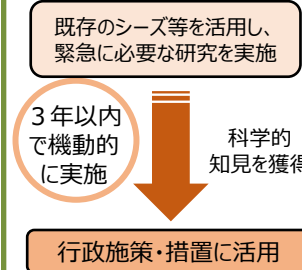 既存のシーズ等を活用し、
緊急に必要な研究を実施
３年以内
で機動的
に実施
科学的
知見を獲得
行政施策・措置に活用